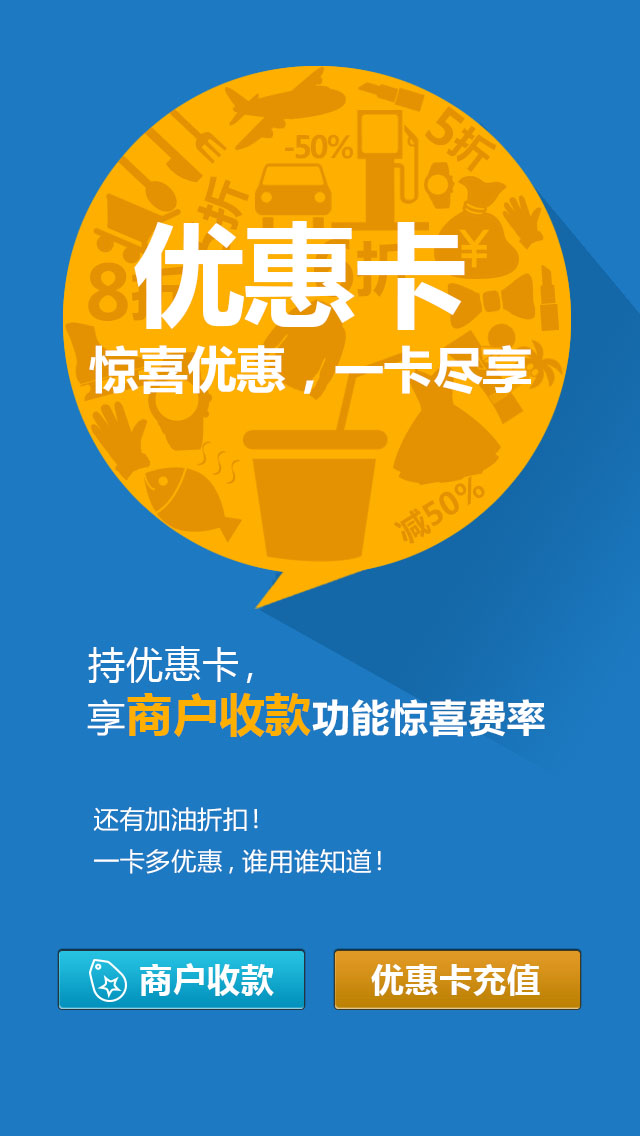 -50%
5折
折
¥
8折
折
优惠卡
惊喜优惠，一卡尽享
减50%
持优惠卡，
享商户收款功能惊喜费率
还有加油折扣！
一卡多优惠，谁用谁知道！
商户收款
优惠卡充值